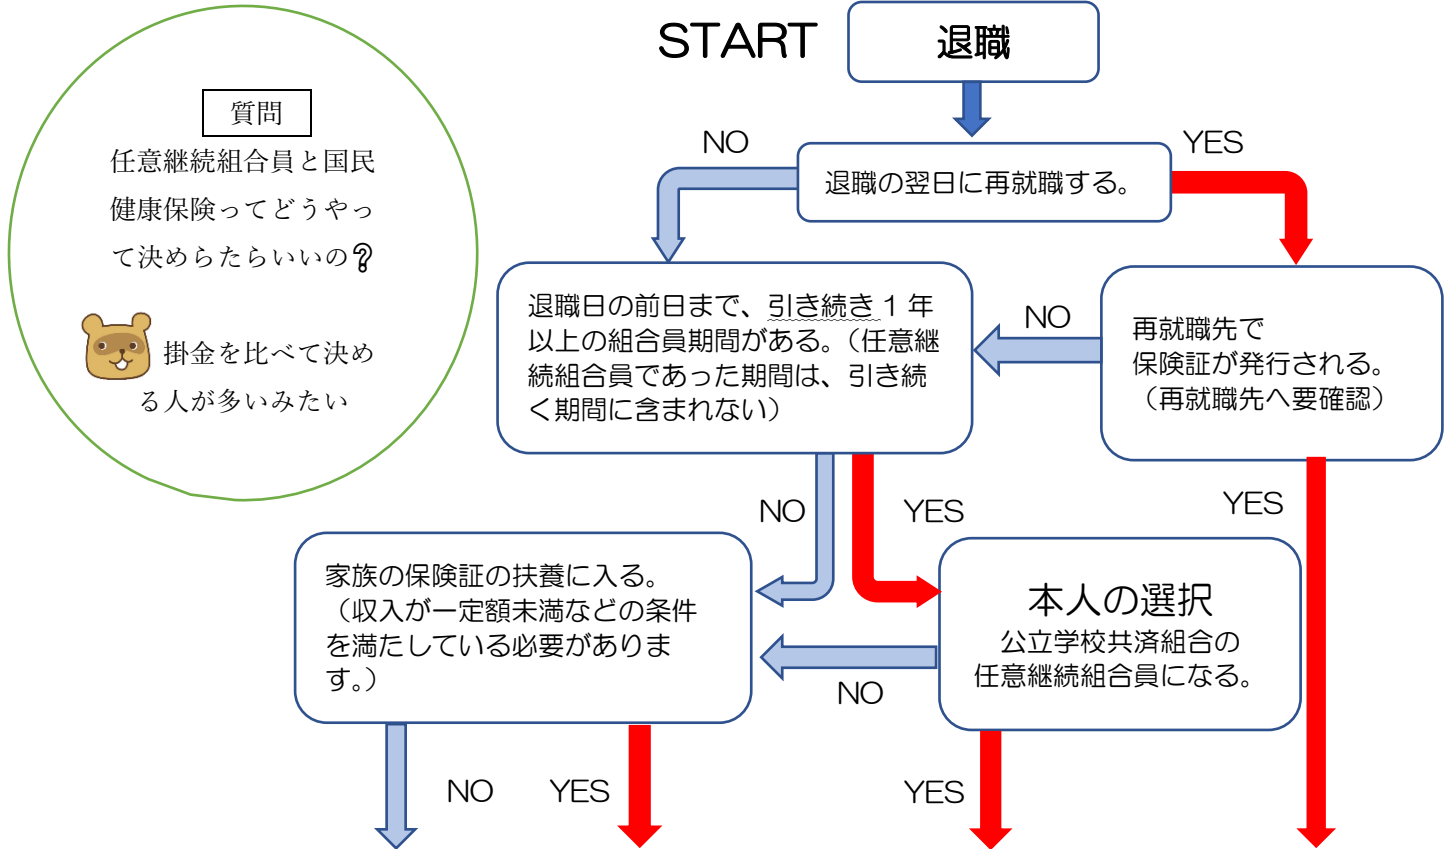 START
退職
NO
YES
退職の翌日に再就職する。
質問
任意継続組合員と国民
健康保険ってどうやっ
て決めらたらいいの?
掛金を比べて決め
る人が多いみたい
退職日の前日まで、引き続き 1 年
以上の組合員期間がある。（任意継
続組合員であった期間は、引き続
く期間に含まれない）
NO
再就職先で
保険証が発行される。
（再就職先へ要確認）
NO
YES
YES
家族の保険証の扶養に入る。
（収入が一定額未満などの条件
を満たしている必要がありま
す。）
NO
本人の選択
公立学校共済組合の
任意継続組合員になる。
NO
YES
YES